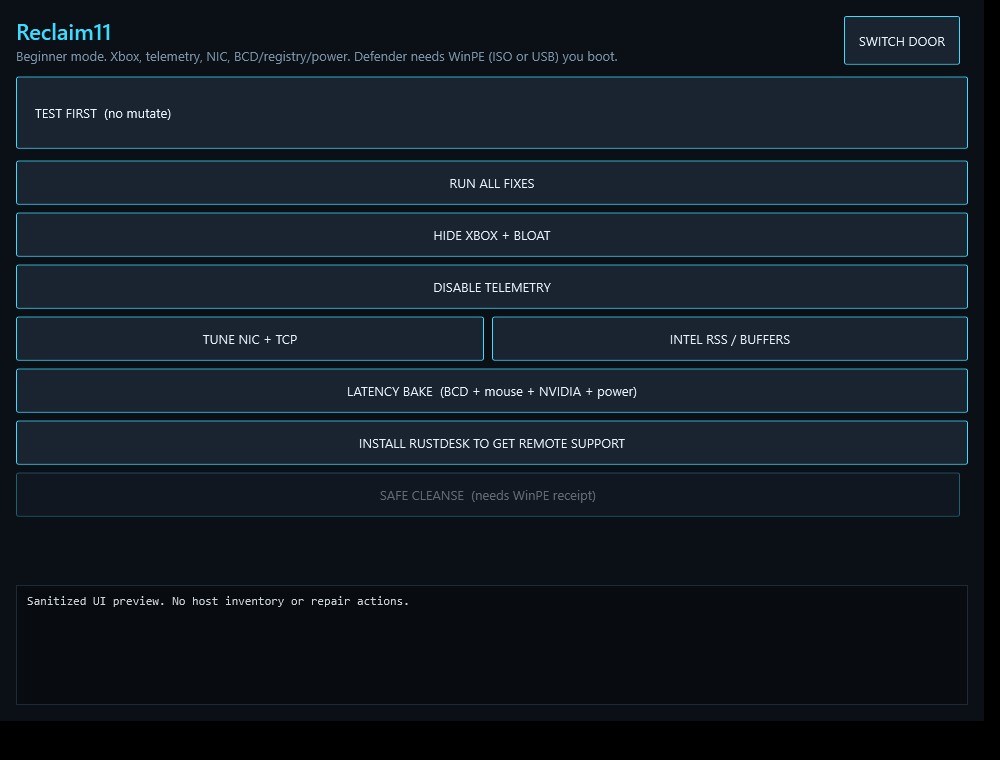 Reclaim11
SWITCH DOOR
Beginner mode. Xbox, telemetry, NIC, BCD/registry/power. Defender needs WinPE (ISO or USB) you boot.
TEST FIRST (no mutate)
RUN ALL FIXES
HIDE XBOX + BLOAT
DISABLE TELEMETRY
TUNE NIC + TCP
INTEL RSS / BUFFERS
LATENCY BAKE (BCD + mouse + NVIDIA + power)
INSTALL RUSTDESK TO GET REMOTE SUPPORT
SAFE CLEANSE (needs WinPE receipt)
Sanitized UI preview. No host inventory or repair actions.